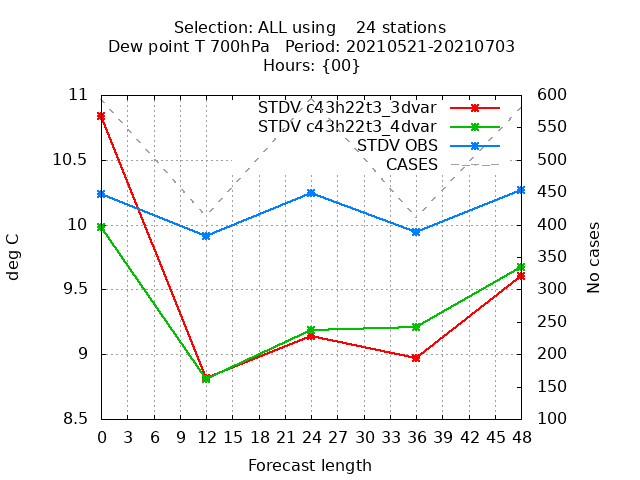 Selection: ALL using    24 stations
Dew point T 700hPa   Period: 20210521-20210703
Hours: {00}
STDV c43h22t3_3dvar
STDV c43h22t3_4dvar
STDV OBS
CASES
11
10.5
10
9.5
9
8.5
deg C
600
550
500
450
400
350
300
250
200
150
100
No cases
0 3 6 9 12 15 18 21 24 27 30 33 36 39 42 45 48
Forecast length